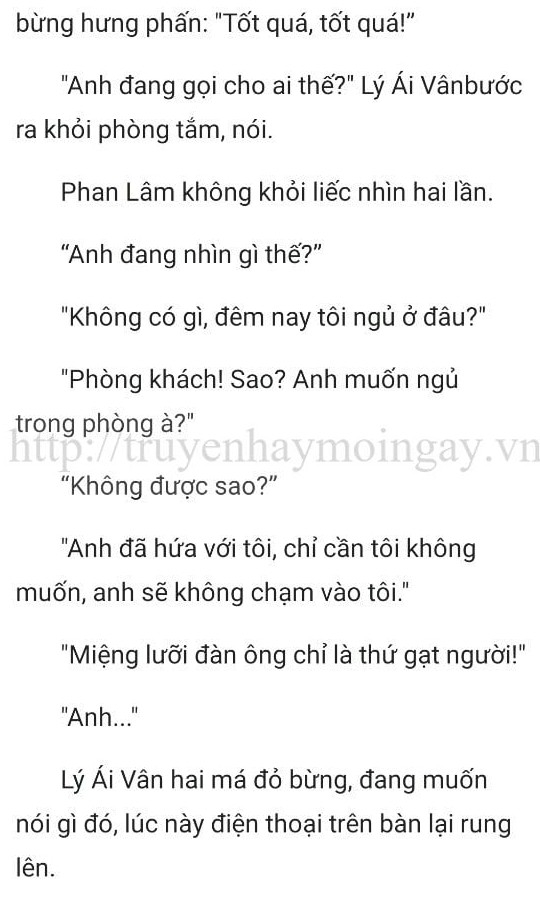 bừng hưng phấn: "Tốt quá, tốt quá!”
"Anh đang gọi cho ai thế?" Lý Ái Vânbước
ra khỏi phòng tắm, nói.
Phan Lâm không khỏi liếc nhìn hai lần.
“Anh đang nhìn gì thế?”
"Không có gì, đêm nay tôi ngủ ở đâu?"
"Phòng khách! Sao? Anh muốn ngủ
trong phòng à?"
http://truyenhaymoingay.vn
“Không được sao?”
"Anh đã hứa với tôi, chỉ cần tôi không
muốn, anh sẽ không chạm vào tôi."
"Miệng lưỡi đàn ông chỉ là thứ gạt người!"
"Anh..."
Lý Ái Vân hai má đỏ bừng, đang muốn
nói gì đó, lúc này điện thoại trên bàn lại rung
lên.